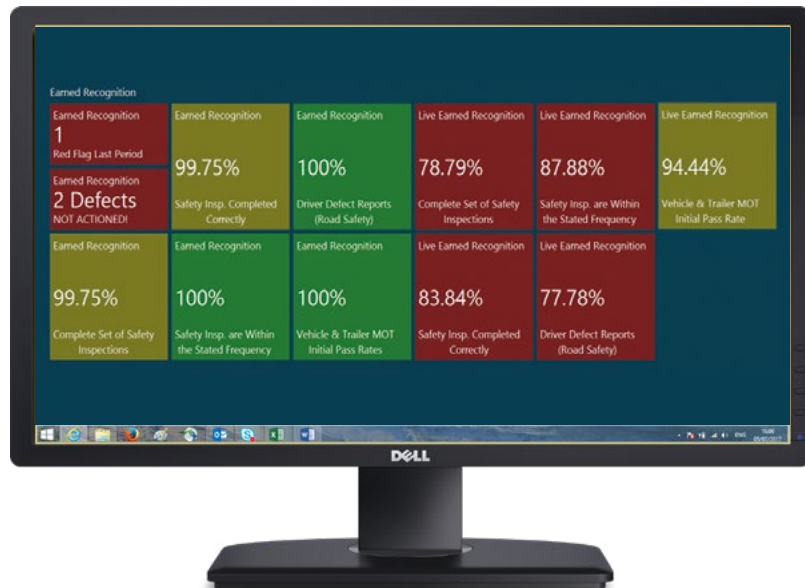 Earned Recognition
Earned Recognition
1
Red Flag Last Period
Earned Recognition
2 Defects
NOT ACTIONED!
Earned Recognition
99.75%
Safety Insp. Completed
Correctly
Earned Recognition
100%
Driver Defect Reports
(Road Safety)
Live Earned Recognition
78.79%
Complete Set of Safety
Inspections
Live Earned Recognition
87.88%
Safety Insp. are Within
the Stated Frequency
Live Earned Recognition
94.44%
Vehicle & Trailer MOT
Initial Pass Rate
Earned Recognition
99.75%
Complete Set of Safety
Inspections
Earned Recognition
100%
Safety Insp. are Within
the Stated Frequency
Earned Recognition
100%
Vehicle & Trailer MOT
Initial Pass Rates
Live Earned Recognition
83.84%
Safety Insp. Completed
Correctly
Live Earned Recognition
77.78%
Driver Defect Reports
(Road Safety)
ENG
DELL